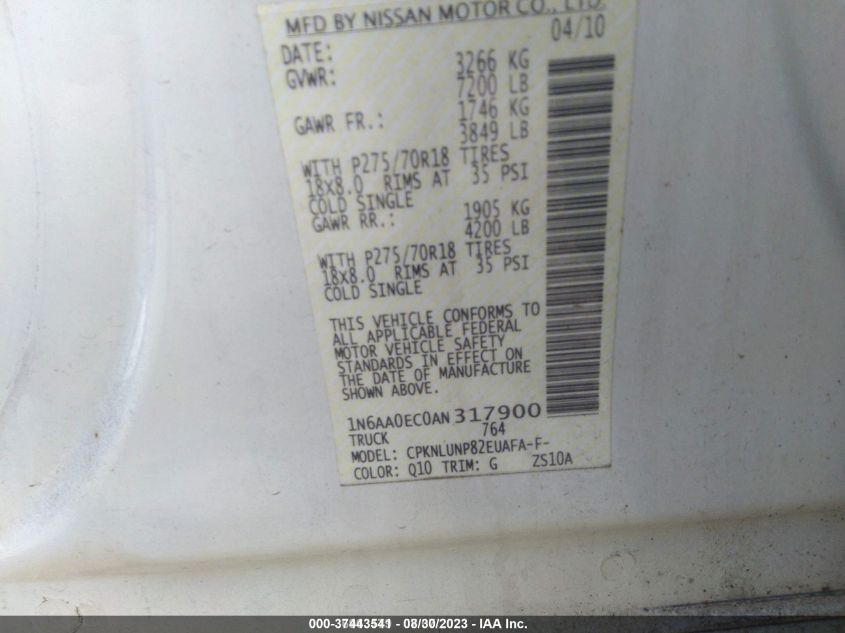 MFD BY NISSAN MOTOR CO., LTD.
DATE: 04/10
GVWR: 3266 KG
7200 LB
GAWR FR.: 1746 KG
3849 LB
WITH P275/70R18 TIRES
18X8.0 RIMS AT 35 PSI
COLD SINGLE
GAWR RR.: 1905 KG
4200 LB
WITH P275/70R18 TIRES
18X8.0 RIMS AT 35 PSI
COLD SINGLE
THIS VEHICLE CONFORMS TO
ALL APPLICABLE FEDERAL
MOTOR VEHICLE SAFETY
STANDARDS IN EFFECT ON
THE DATE OF MANUFACTURE
SHOWN ABOVE.
1N6AA0EC0AN317900
TRUCK 764
MODEL: CPKNLUNP82EUAFA-F-
COLOR: Q10 TRIM: G ZS10A
000-37443541 - 08/30/2023 - IAA Inc.